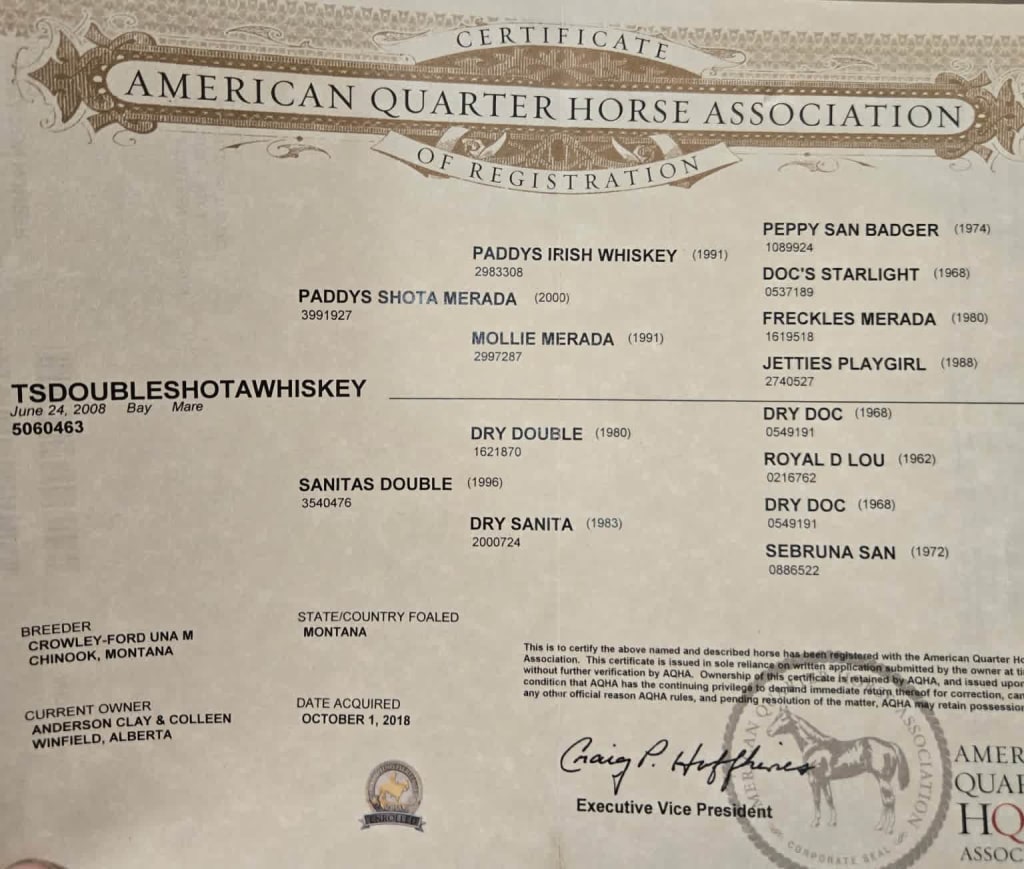 CERTIFICATE
AMERICAN QUARTER HORSE ASSOCIATION
OF REGISTRATION
PEPPY SAN BADGER (1974)
1089924
PADDYS IRISH WHISKEY (1991)
2983308
DOC'S STARLIGHT (1968)
0537189
PADDYS SHOTA MERADA (2000)
3991927
FRECKLES MERADA (1980)
1619518
MOLLIE MERADA (1991)
2997287
JETTIES PLAYGIRL (1988)
2740527
TSDOUBLESHOTAWHISKEY
June 24, 2008 Bay Mare
5060463
DRY DOC (1968)
0549191
DRY DOUBLE (1980)
1621870
ROYAL D LOU (1962)
0216762
SANITAS DOUBLE (1996)
3540476
DRY DOC (1968)
0549191
DRY SANITA (1983)
2000724
SEBRUNA SAN (1972)
0886522
BREEDER
CROWLEY-FORD UNA M
CHINOOK, MONTANA
STATE/COUNTRY FOALED
MONTANA
CURRENT OWNER
ANDERSON CLAY & COLLEEN
WINFIELD, ALBERTA
DATE ACQUIRED
OCTOBER 1, 2018
This is to certify the above named and described horse has been registered with the American Quarter Ho
Association. This certificate is issued in sole reliance on written application submitted by the owner at ti
without further verification by AQHA. Ownership of this certificate is retained by AQHA, and issued upon
condition that AQHA has the continuing privilege to demand immediate return thereof for correction, can
any other official reason AQHA rules, and pending resolution of the matter, AQHA may retain possession
Craig P. Huffhines
Executive Vice President
ENROLLED
AMERICAN QU ASSOCIATION
CORPORATE SEAL
AMER
QUAR
HQ
ASSOC